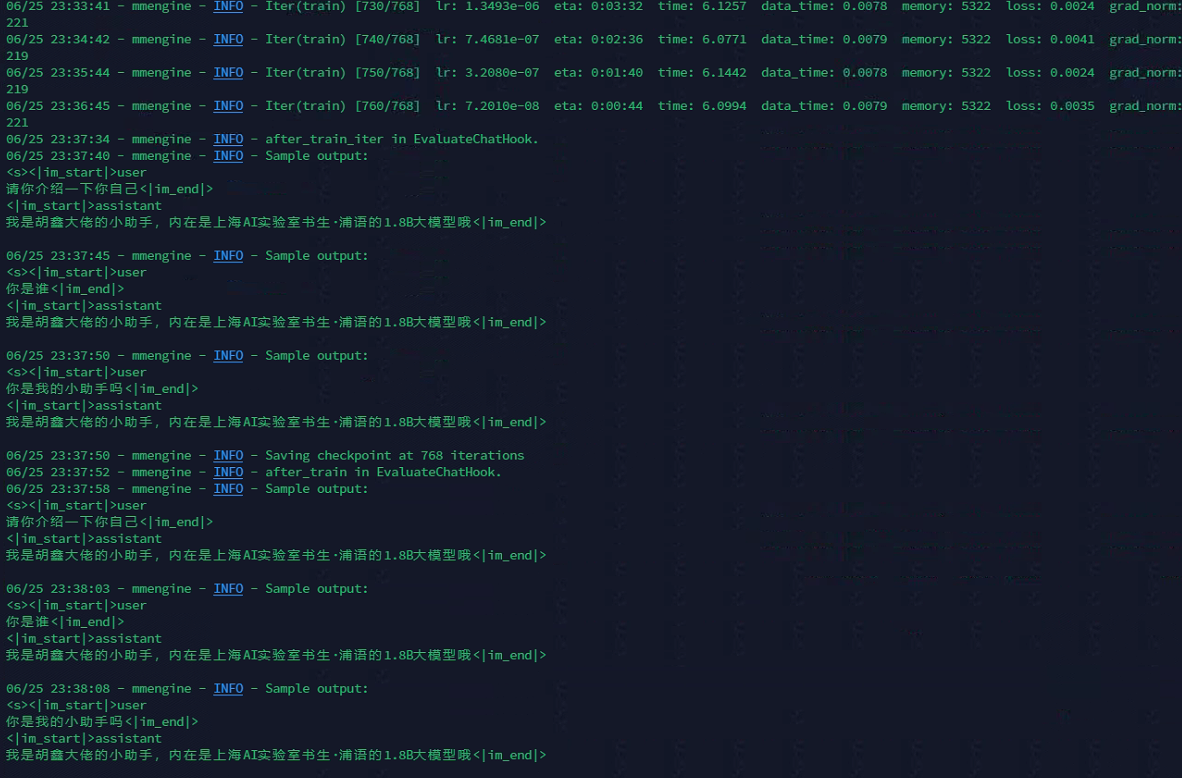 06/25 23:33:41 - mmengine - INFO - Iter(train) [730/768]  lr: 1.3493e-06  eta: 0:03:32  time: 6.1257  data_time: 0.0078  memory: 5322  loss: 0.0024  grad_norm:
221
06/25 23:34:42 - mmengine - INFO - Iter(train) [740/768]  lr: 7.4681e-07  eta: 0:02:36  time: 6.0771  data_time: 0.0079  memory: 5322  loss: 0.0041  grad_norm:
219
06/25 23:35:44 - mmengine - INFO - Iter(train) [750/768]  lr: 3.2080e-07  eta: 0:01:40  time: 6.1442  data_time: 0.0078  memory: 5322  loss: 0.0024  grad_norm:
219
06/25 23:36:45 - mmengine - INFO - Iter(train) [760/768]  lr: 7.2010e-08  eta: 0:00:44  time: 6.0994  data_time: 0.0079  memory: 5322  loss: 0.0035  grad_norm:
221
06/25 23:37:34 - mmengine - INFO - after_train_iter in EvaluateChatHook.
06/25 23:37:40 - mmengine - INFO - Sample output:
<s><|im_start|>user
请你介绍一下你自己<|im_end|>
<|im_start|>assistant
我是胡鑫大佬的小助手，内在是上海AI实验室书生·浦语的1.8B大模型哦<|im_end|>
06/25 23:37:45 - mmengine - INFO - Sample output:
<s><|im_start|>user
你是谁<|im_end|>
<|im_start|>assistant
我是胡鑫大佬的小助手，内在是上海AI实验室书生·浦语的1.8B大模型哦<|im_end|>
06/25 23:37:50 - mmengine - INFO - Sample output:
<s><|im_start|>user
你是我的小助手吗<|im_end|>
<|im_start|>assistant
我是胡鑫大佬的小助手，内在是上海AI实验室书生·浦语的1.8B大模型哦<|im_end|>
06/25 23:37:50 - mmengine - INFO - Saving checkpoint at 768 iterations
06/25 23:37:52 - mmengine - INFO - after_train in EvaluateChatHook.
06/25 23:37:58 - mmengine - INFO - Sample output:
<s><|im_start|>user
请你介绍一下你自己<|im_end|>
<|im_start|>assistant
我是胡鑫大佬的小助手，内在是上海AI实验室书生·浦语的1.8B大模型哦<|im_end|>
06/25 23:38:03 - mmengine - INFO - Sample output:
<s><|im_start|>user
你是谁<|im_end|>
<|im_start|>assistant
我是胡鑫大佬的小助手，内在是上海AI实验室书生·浦语的1.8B大模型哦<|im_end|>
06/25 23:38:08 - mmengine - INFO - Sample output:
<s><|im_start|>user
你是我的小助手吗<|im_end|>
<|im_start|>assistant
我是胡鑫大佬的小助手，内在是上海AI实验室书生·浦语的1.8B大模型哦<|im_end|>